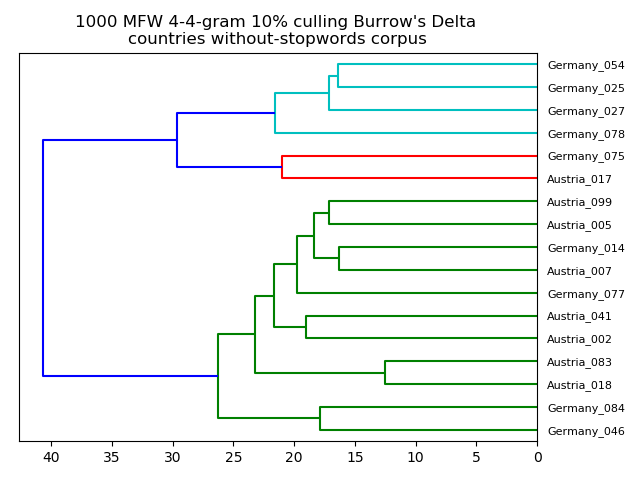 1000 MFW 4-4-gram 10% culling Burrow's Delta
countries without-stopwords corpus
Germany_054
Germany_025
Germany_027
Germany_078
Germany_075
Austria_017
Austria_099
Austria_005
Germany_014
Austria_007
Germany_077
Austria_041
Austria_002
Austria_083
Austria_018
Germany_084
Germany_046
40 35 30 25 20 15 10 5 0